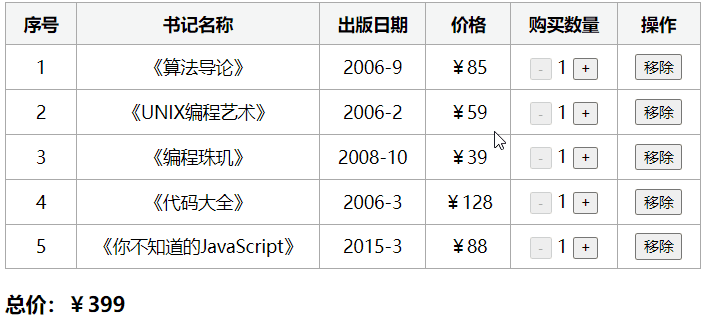 序号 书记名称 出版日期 价格 购买数量 操作
1 《算法导论》 2006-9 ￥85 - 1 + 移除
2 《UNIX编程艺术》 2006-2 ￥59 - 1 + 移除
3 《编程珠玑》 2008-10 ￥39 - 1 + 移除
4 《代码大全》 2006-3 ￥128 - 1 + 移除
5 《你不知道的JavaScript》 2015-3 ￥88 - 1 + 移除
总价：￥399